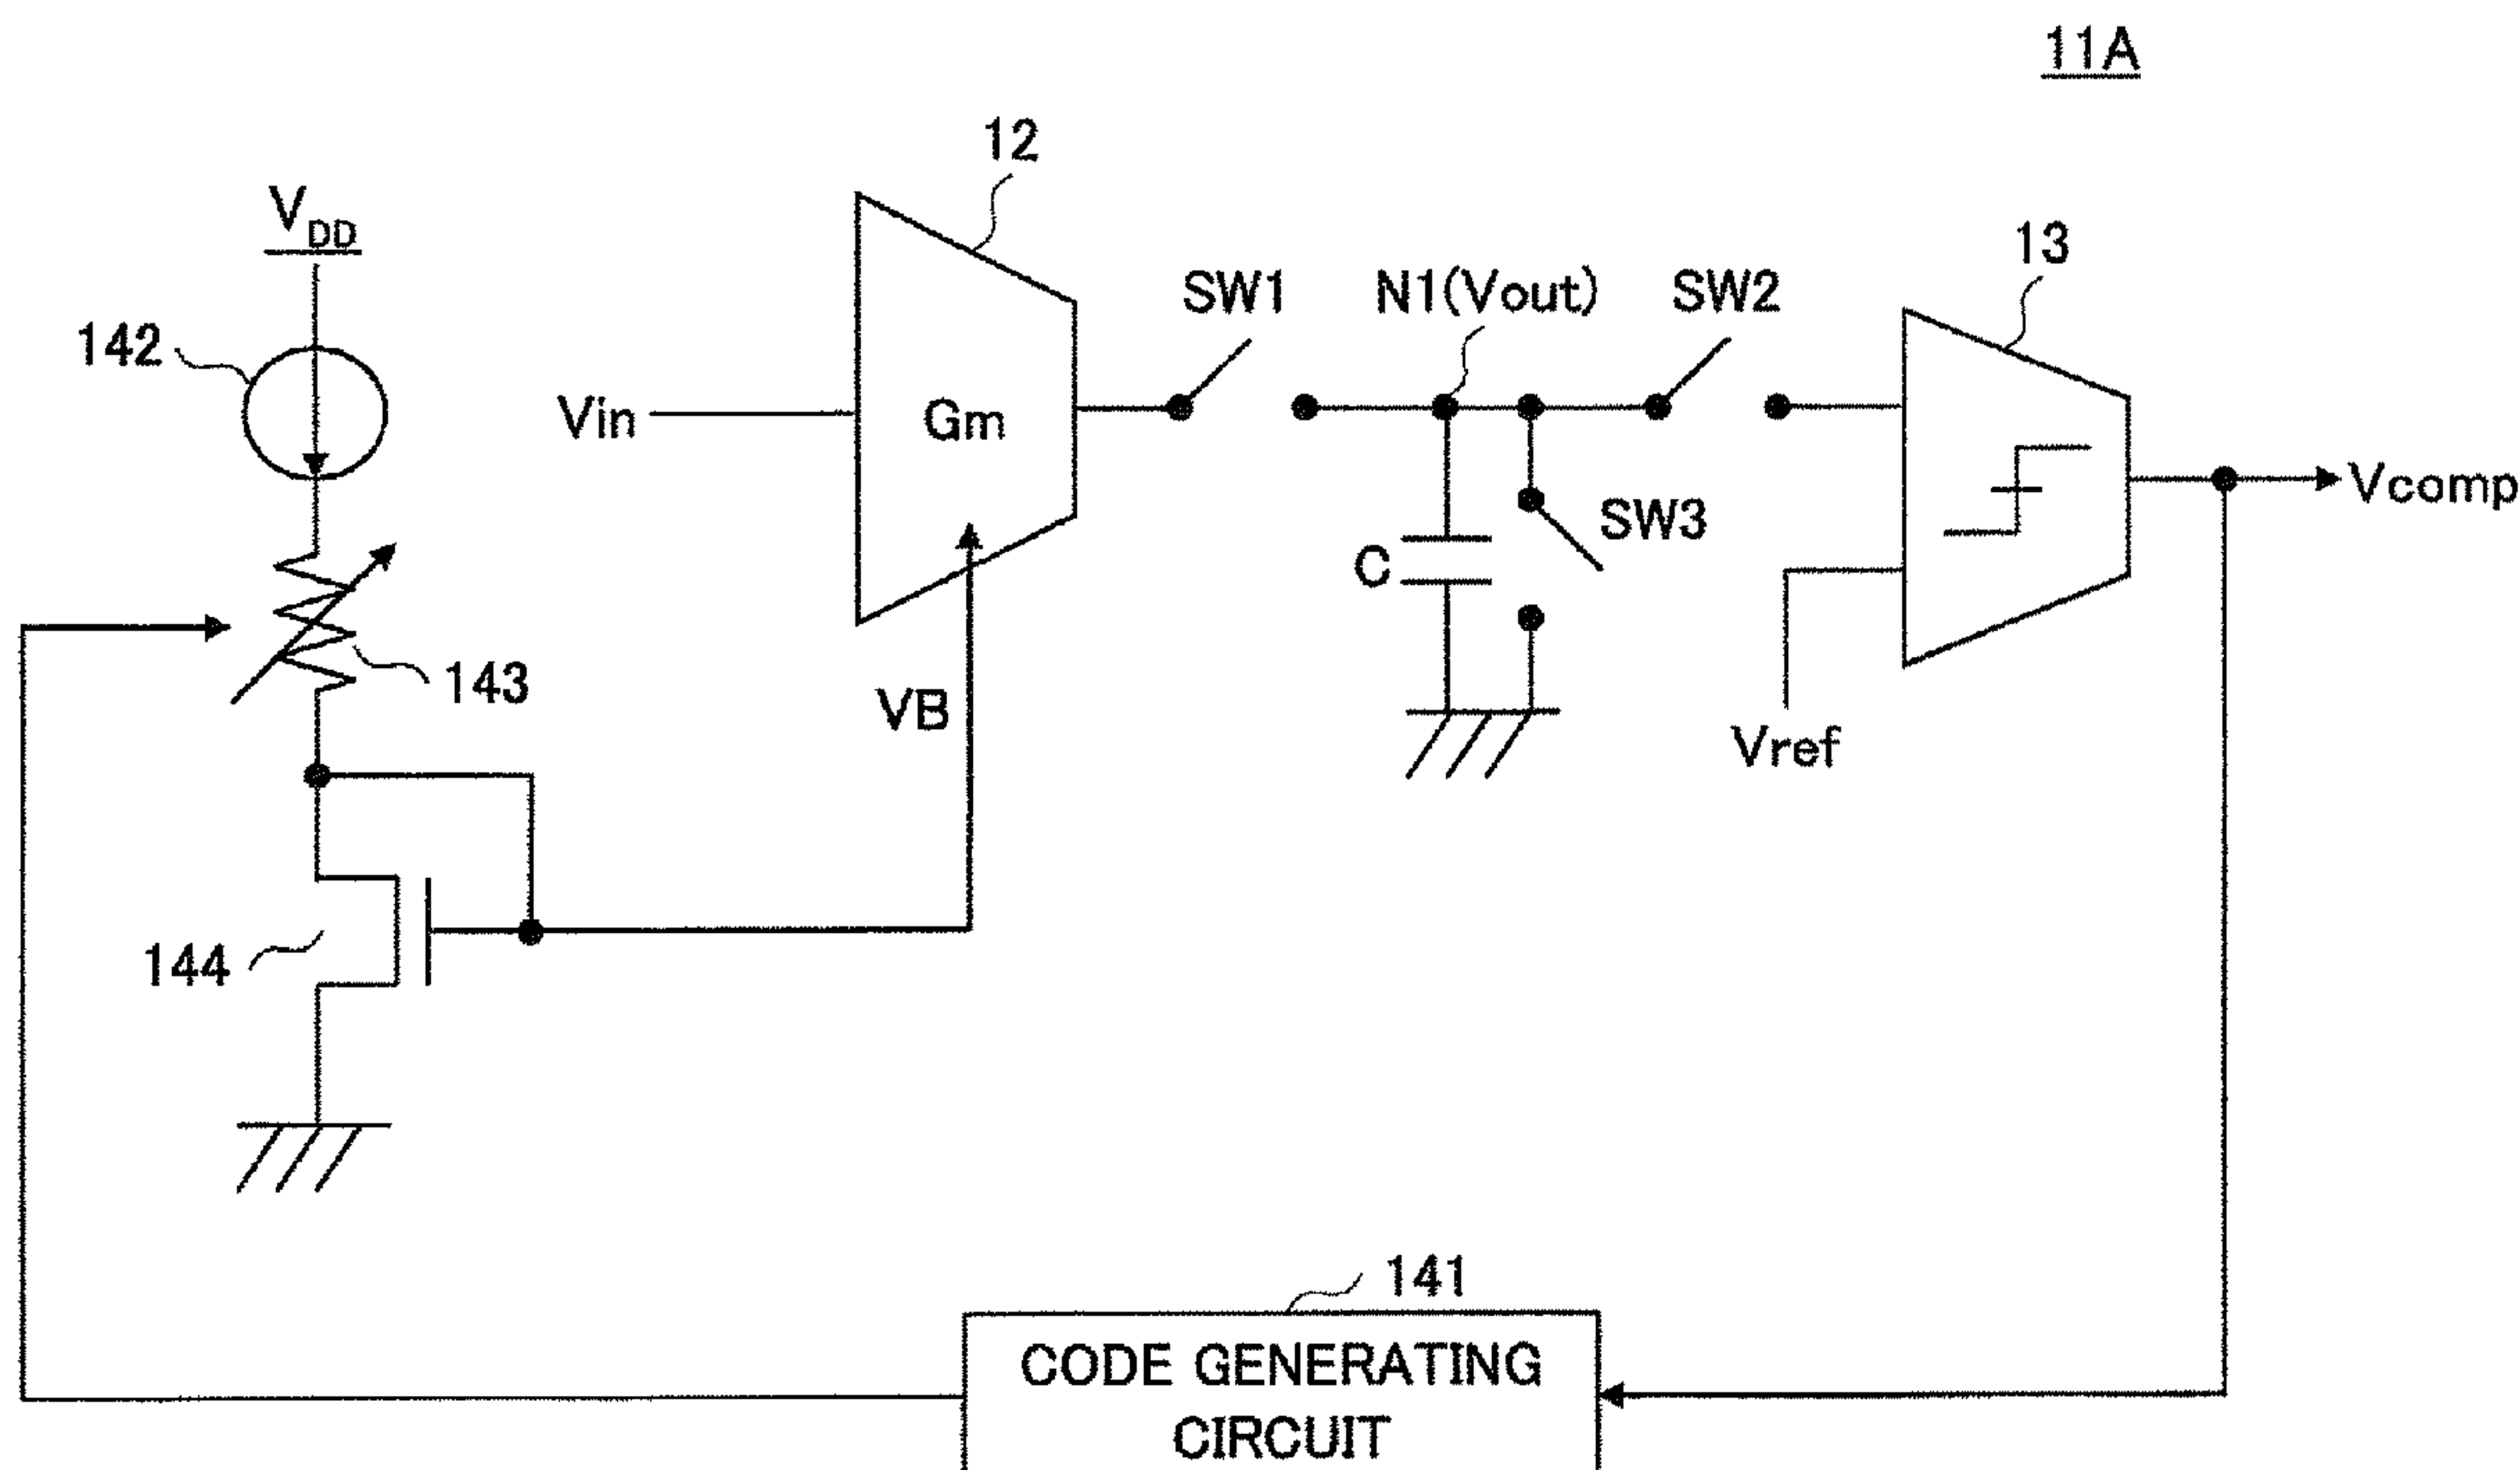 11A
12
VDD
13
SW1
N1(Vout)
SW2
142
Vin
Gm
Vcomp
SW3
C
143
VB
Vref
144
141
CODE GENERATING
CIRCUIT